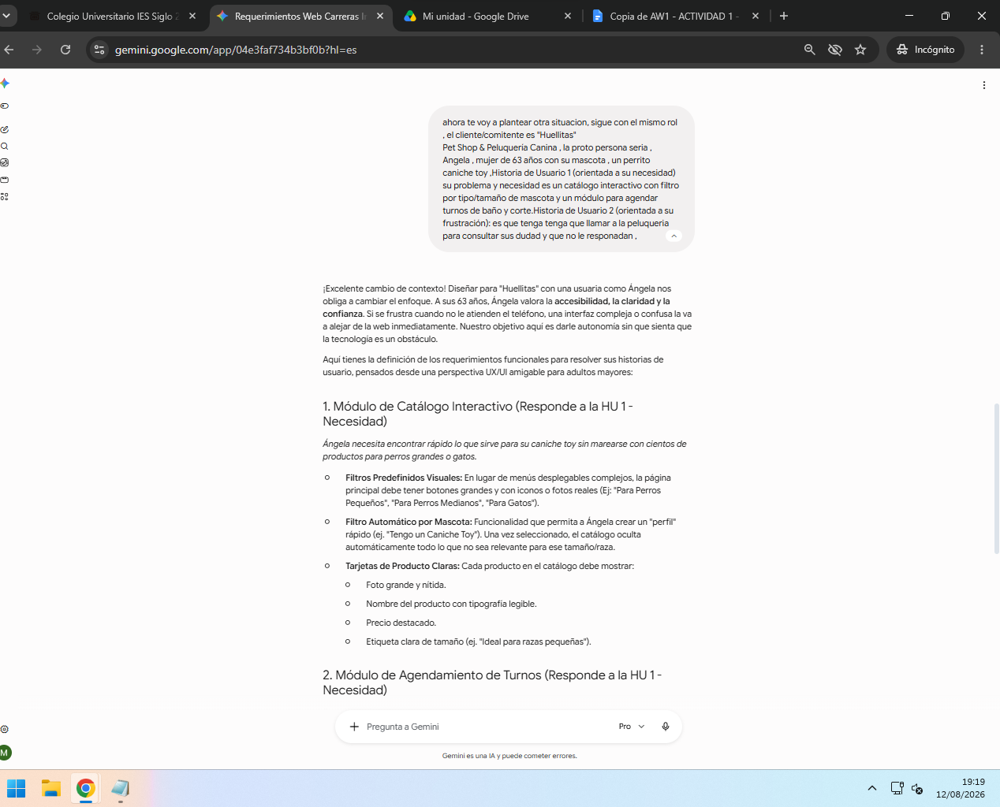 Colegio Universitario IES Siglo 2
Requerimientos Web Carreras I
Mi unidad - Google Drive
Copia de AW1 - ACTIVIDAD 1 -
gemini.google.com/app/04e3faf734b3bf0b?hl=es
Incógnito
ahora te voy a plantear otra situacion, sigue con el mismo rol
, el cliente/comitente es "Huellitas"
Pet Shop & Peluquería Canina , la proto persona seria ,
Angela , mujer de 63 años con su mascota , un perrito
caniche toy ,Historia de Usuario 1 (orientada a su necesidad)
su problema y necesidad es un catálogo interactivo con filtro
por tipo/tamaño de mascota y un módulo para agendar
turnos de baño y corte.Historia de Usuario 2 (orientada a su
frustración): es que tenga tenga que llamar a la peluqueria
para consultar sus dudad y que no le responadan ,
¡Excelente cambio de contexto! Diseñar para "Huellitas" con una usuaria como Ángela nos
obliga a cambiar el enfoque. A sus 63 años, Ángela valora la accesibilidad, la claridad y la
confianza. Si se frustra cuando no le atienden el teléfono, una interfaz compleja o confusa la va
a alejar de la web inmediatamente. Nuestro objetivo aquí es darle autonomía sin que sienta que
la tecnología es un obstáculo.
Aquí tienes la definición de los requerimientos funcionales para resolver sus historias de
usuario, pensados desde una perspectiva UX/UI amigable para adultos mayores:
1. Módulo de Catálogo Interactivo (Responde a la HU 1 -
Necesidad)
Ángela necesita encontrar rápido lo que sirve para su caniche toy sin marearse con cientos de
productos para perros grandes o gatos.
Filtros Predefinidos Visuales: En lugar de menús desplegables complejos, la página
principal debe tener botones grandes y con iconos o fotos reales (Ej: "Para Perros
Pequeños", "Para Perros Medianos", "Para Gatos").
Filtro Automático por Mascota: Funcionalidad que permita a Ángela crear un "perfil"
rápido (ej. "Tengo un Caniche Toy"). Una vez seleccionado, el catálogo oculta
automáticamente todo lo que no sea relevante para ese tamaño/raza.
Tarjetas de Producto Claras: Cada producto en el catálogo debe mostrar:
Foto grande y nítida.
Nombre del producto con tipografía legible.
Precio destacado.
Etiqueta clara de tamaño (ej. "Ideal para razas pequeñas").
2. Módulo de Agendamiento de Turnos (Responde a la HU 1 -
Necesidad)
Pregunta a Gemini
Pro
Gemini es una IA y puede cometer errores.
M
19:19
12/08/2026